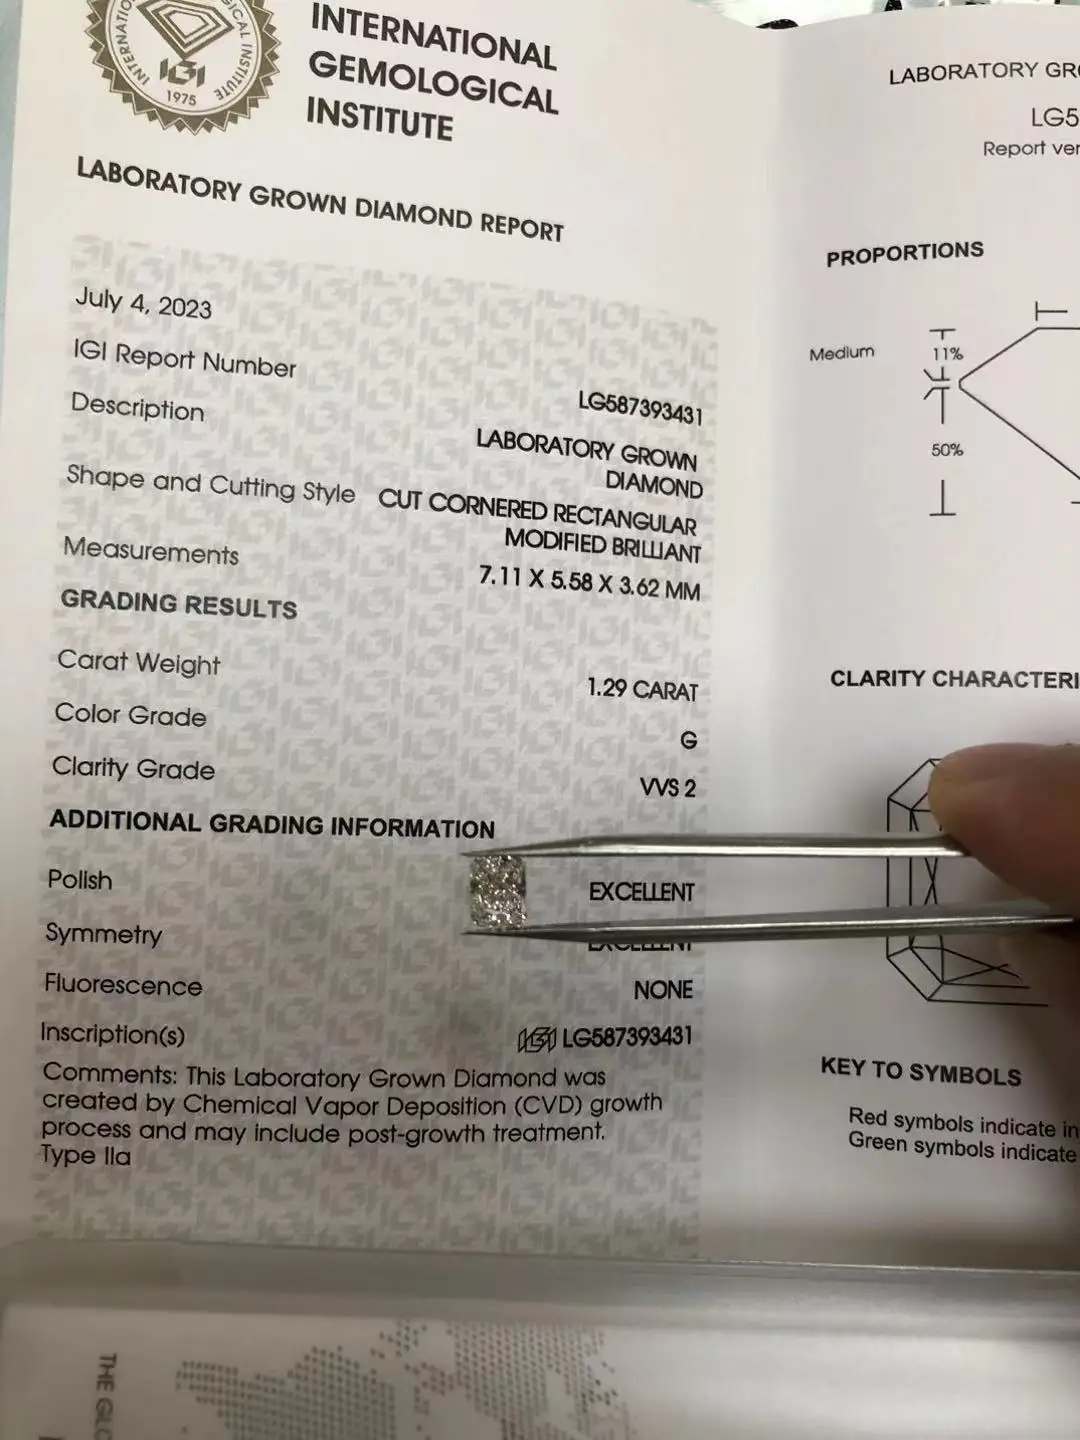 INTERNATIONAL
GEMOLOGICAL
INSTITUTE
1975
LABORATORY GROWN DIAMOND REPORT
July 4, 2023
IGI Report Number
LG587393431
Description
LABORATORY GROWN
DIAMOND
Shape and Cutting Style
CUT CORNERED RECTANGULAR
MODIFIED BRILLIANT
Measurements
7.11 X 5.58 X 3.62 MM
GRADING RESULTS
Carat Weight
1.29 CARAT
Color Grade
G
Clarity Grade
VVS 2
ADDITIONAL GRADING INFORMATION
Polish
EXCELLENT
Symmetry
EXCELLENT
Fluorescence
NONE
Inscription(s)
IGI LG587393431
Comments: This Laboratory Grown Diamond was
created by Chemical Vapor Deposition (CVD) growth
process and may include post-growth treatment.
Type IIa
LABORATORY GRO
LG5
Report ver
PROPORTIONS
Medium
11%
50%
CLARITY CHARACTERI
KEY TO SYMBOLS
Red symbols indicate in
Green symbols indicate
THE GLO